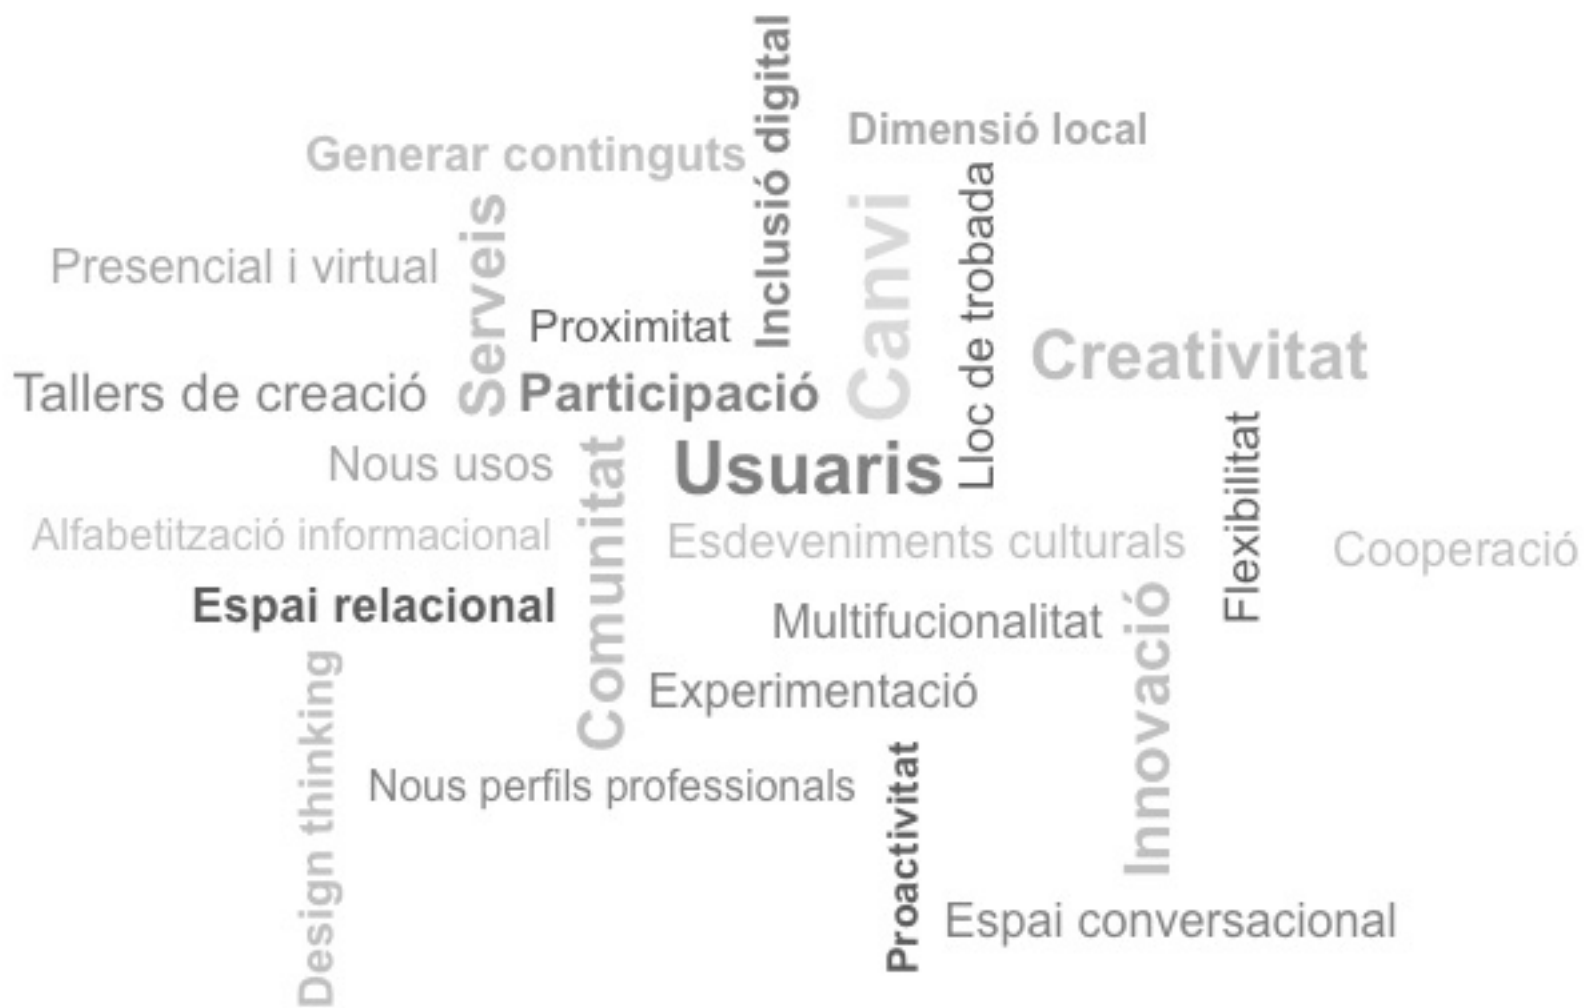 Inclusió digital
Dimensió local
Generar continguts
Serveis
Canvi
Lloc de trobada
Presencial i virtual
Proximitat
Creativitat
Tallers de creació
Participació
Usuaris
Flexibilitat
Nous usos
Comunitat
Alfabetització informacional
Esdeveniments culturals
Cooperació
Espai relacional
Multifucionalitat
Innovació
Design thinking
Experimentació
Nous perfils professionals
Proactivitat
Espai conversacional